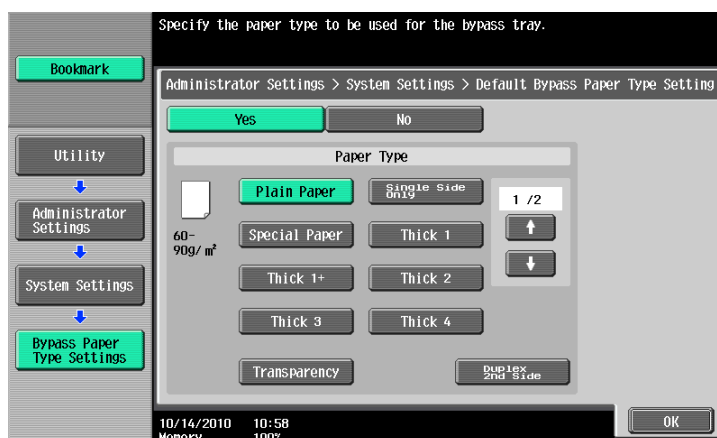 Specify the paper type to be used for the bypass tray.
Bookmark
Administrator Settings > System Settings > Default Bypass Paper Type Setting
Yes
No
Utility
Paper Type
Plain Paper
Single Side
Only
1 /2
Administrator
Settings
60-
90g/ m²
Special Paper
Thick 1
System Settings
Thick 1+
Thick 2
Thick 3
Thick 4
Bypass Paper
Type Settings
Transparency
Duplex
2nd Side
10/14/2010 10:58
Memory 100%
OK